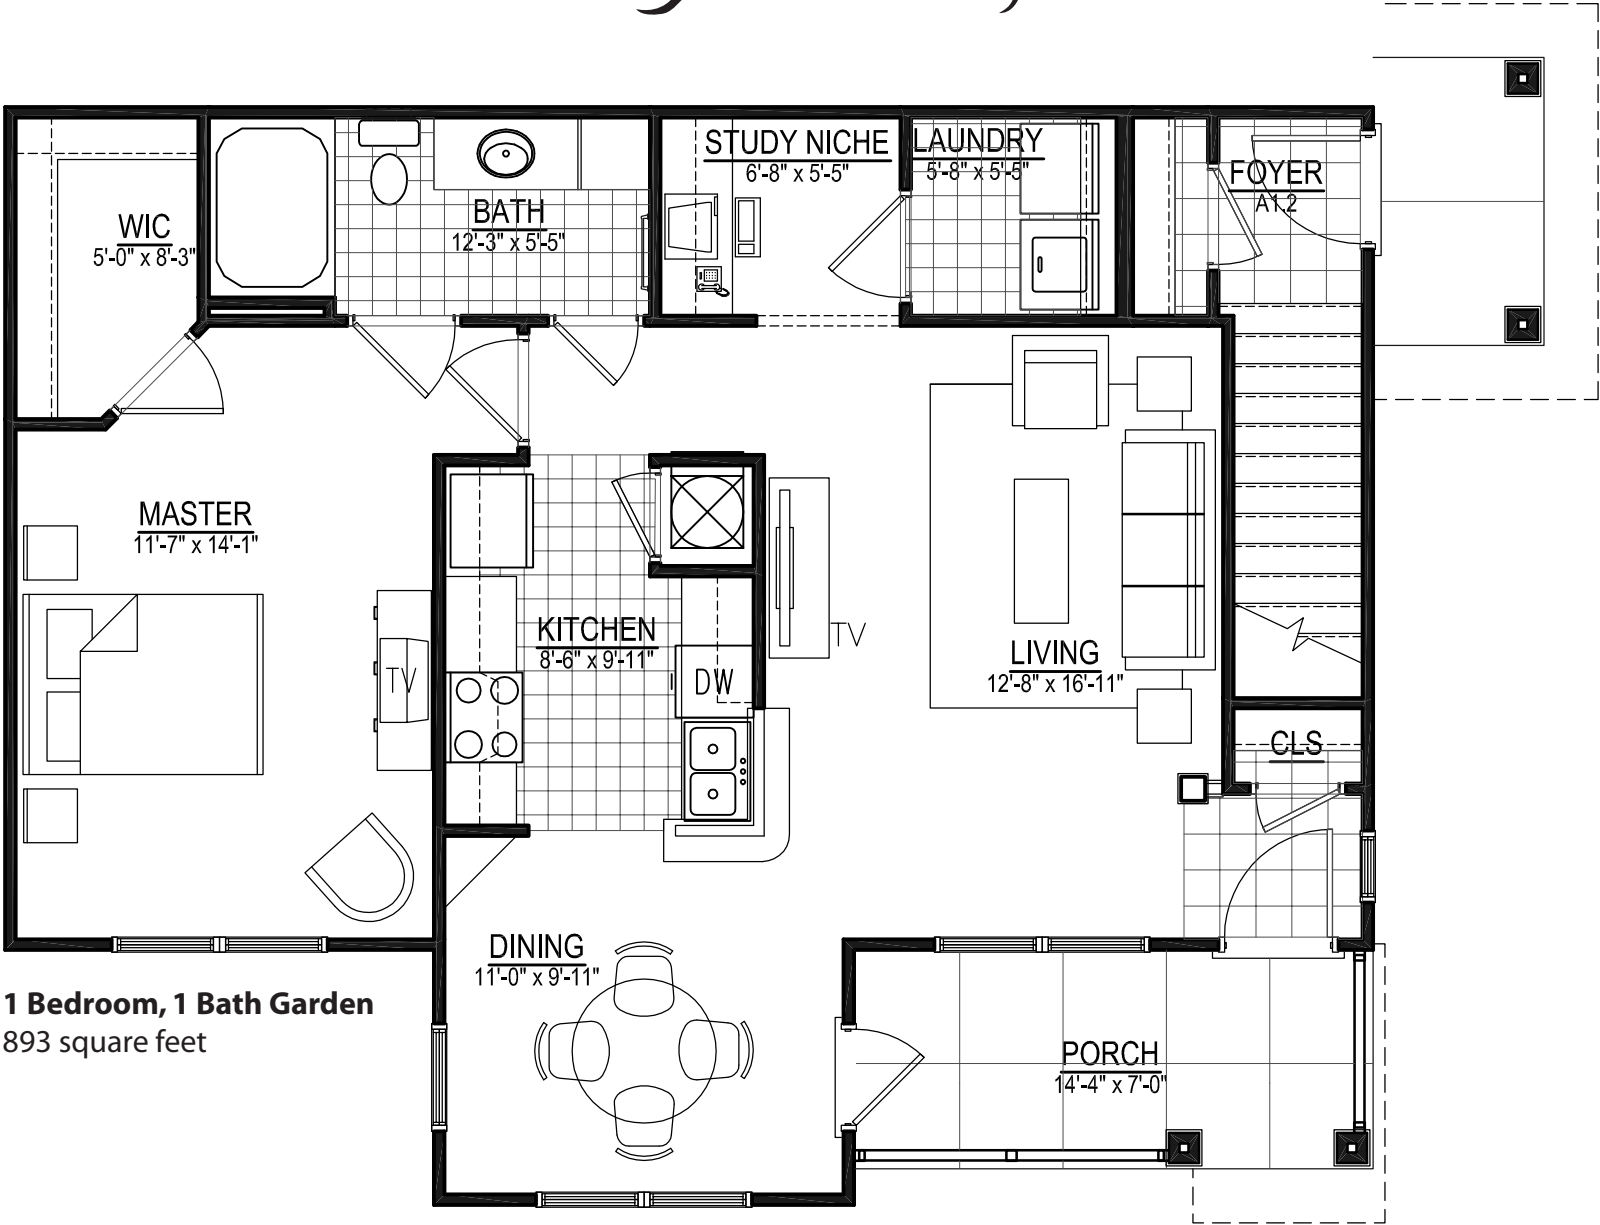 STUDY NICHE
6'-8" x 5'-5"
LAUNDRY
5'-8" x 5'-5"
FOYER
A1.2
WIC
5'-0" x 8'-3"
BATH
12'-3" x 5'-5"
MASTER
11'-7" x 14'-1"
KITCHEN
8'-6" x 9'-11"
TV
LIVING
12'-8" x 16'-11"
TV
DW
CLS
DINING
11'-0" x 9'-11"
1 Bedroom, 1 Bath Garden
893 square feet
PORCH
14'-4" x 7'-0"